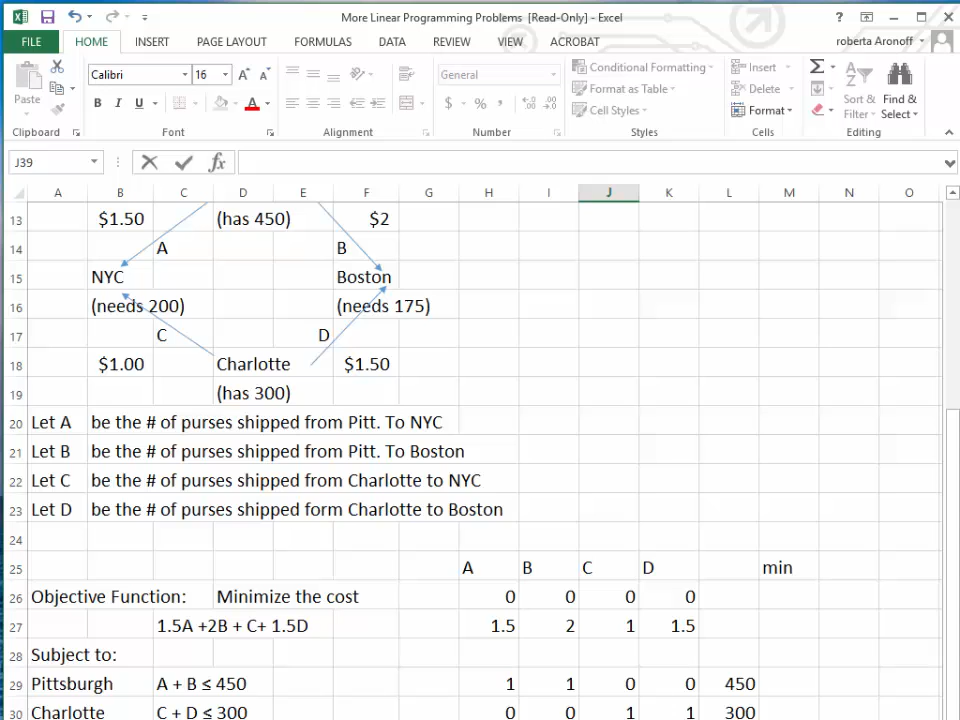 More Linear Programming Problems [Read-Only] - Excel
FILE HOME INSERT PAGE LAYOUT FORMULAS DATA REVIEW VIEW ACROBAT roberta Aronoff
Calibri 16 General Conditional Formatting Insert
Paste Format as Table Delete Sort & Find &
B I U A $ % Cell Styles Format Filter Select
Clipboard Font Alignment Number Styles Cells Editing
J39 fx
A B C D E F G H I J K L M N O
13 $1.50 (has 450) $2
14 A B
15 NYC Boston
16 (needs 200) (needs 175)
17 C D
18 $1.00 Charlotte $1.50
19 (has 300)
20 Let A be the # of purses shipped from Pitt. To NYC
21 Let B be the # of purses shipped from Pitt. To Boston
22 Let C be the # of purses shipped from Charlotte to NYC
23 Let D be the # of purses shipped form Charlotte to Boston
24
25 A B C D min
26 Objective Function: Minimize the cost 0 0 0 0
27 1.5A +2B + C+ 1.5D 1.5 2 1 1.5
28 Subject to:
29 Pittsburgh A + B ≤ 450 1 1 0 0 450
30 Charlotte C + D ≤ 300 0 0 1 1 300